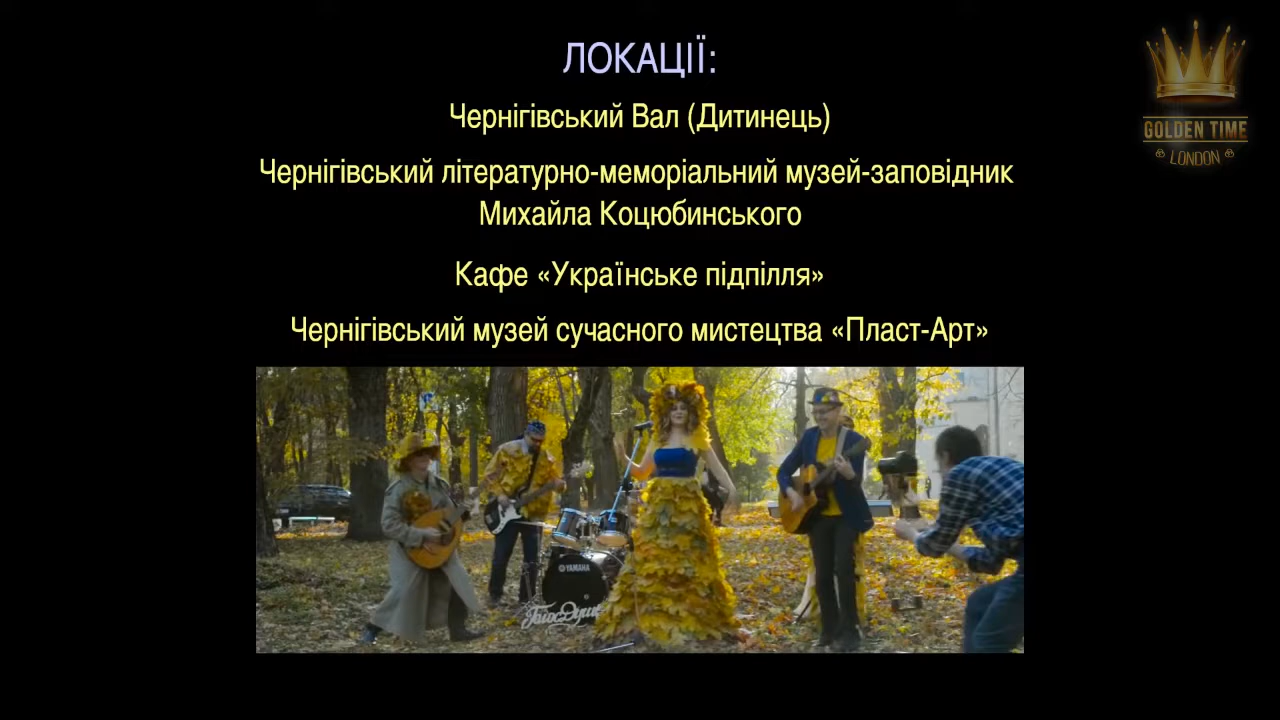 ЛОКАЦІЇ:
Чернігівський Вал (Дитинець)
Чернігівський літературно-меморіальний музей-заповідник
Михайла Коцюбинського
Кафе «Українське підпілля»
Чернігівський музей сучасного мистецтва «Пласт-Арт»
GOLDEN TIME
LONDON
YAMAHA
ГолосДуші